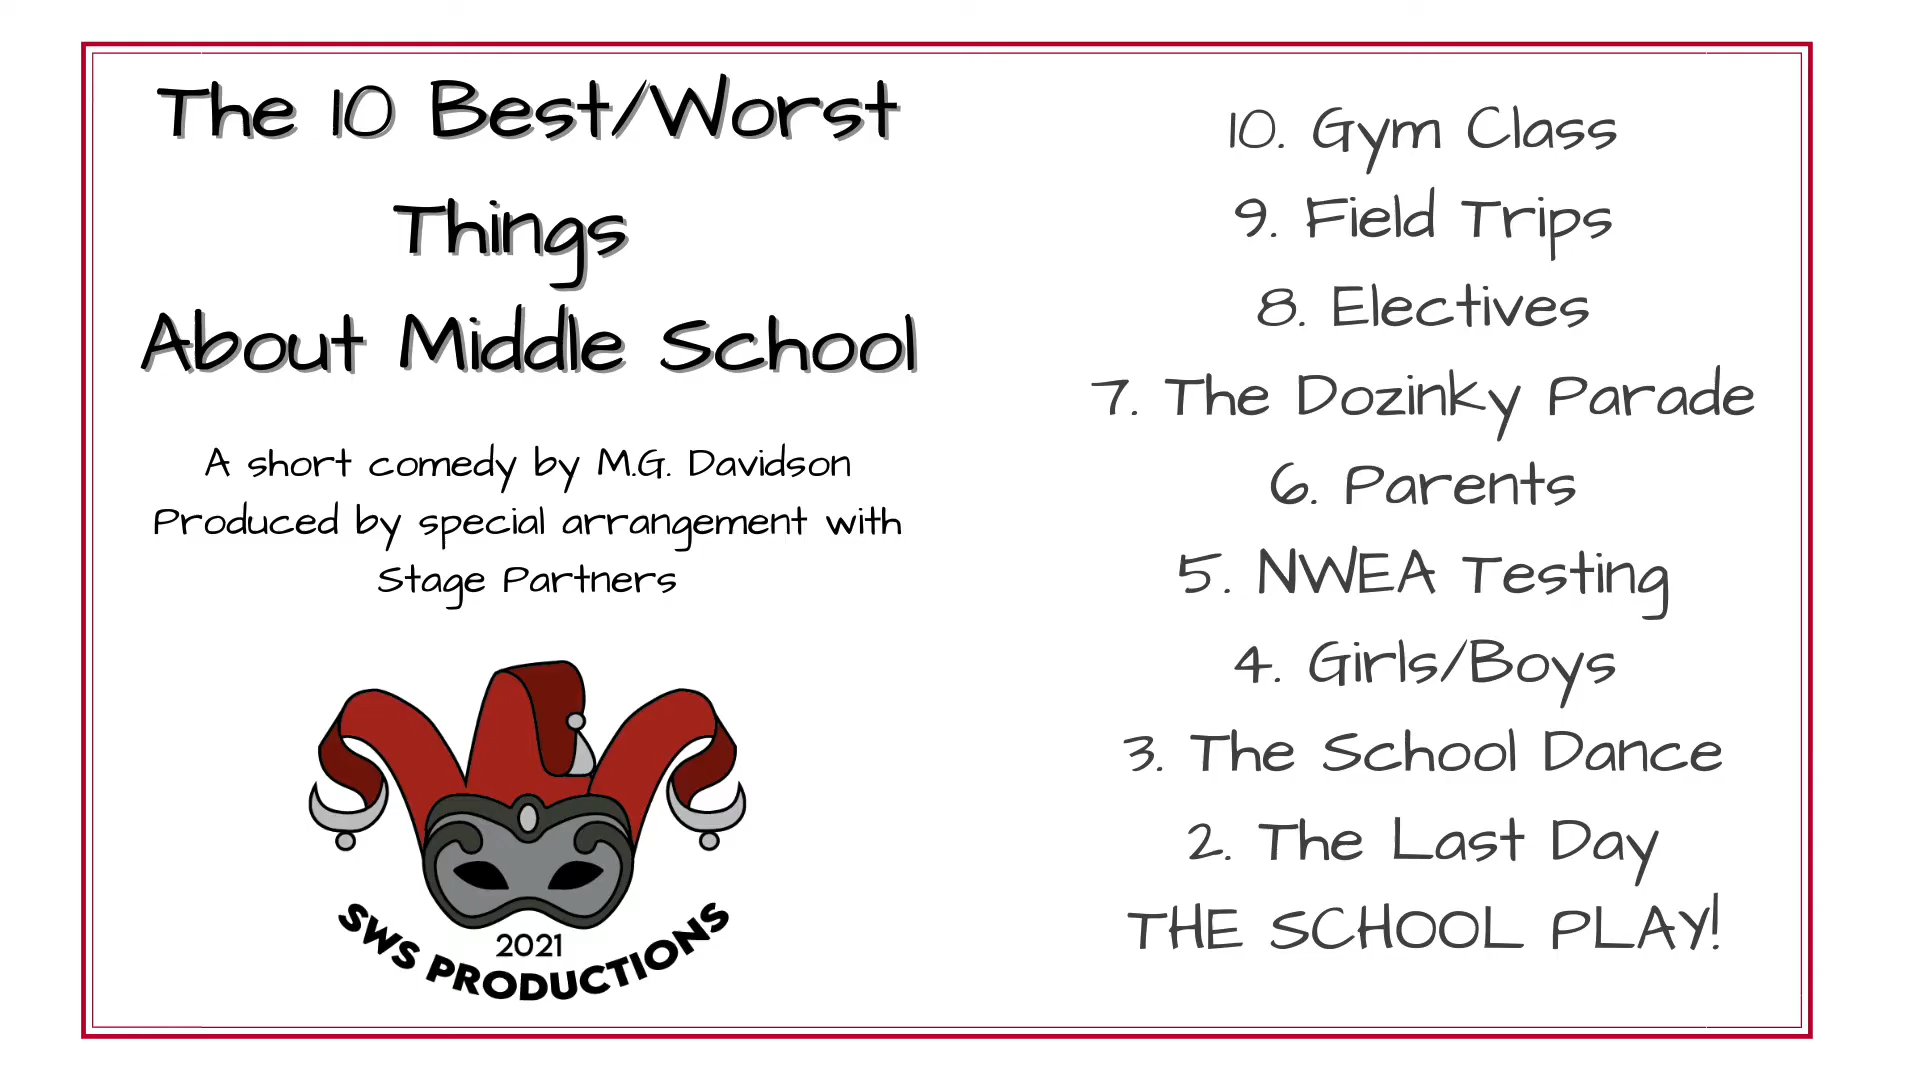 The 10 Best/Worst
Things
About Middle School
A short comedy by M.G. Davidson
Produced by special arrangement with
Stage Partners
2021
SWS PRODUCTIONS
10. Gym Class
9. Field Trips
8. Electives
7. The Dozinky Parade
6. Parents
5. NWEA Testing
4. Girls/Boys
3. The School Dance
2. The Last Day
THE SCHOOL PLAY!